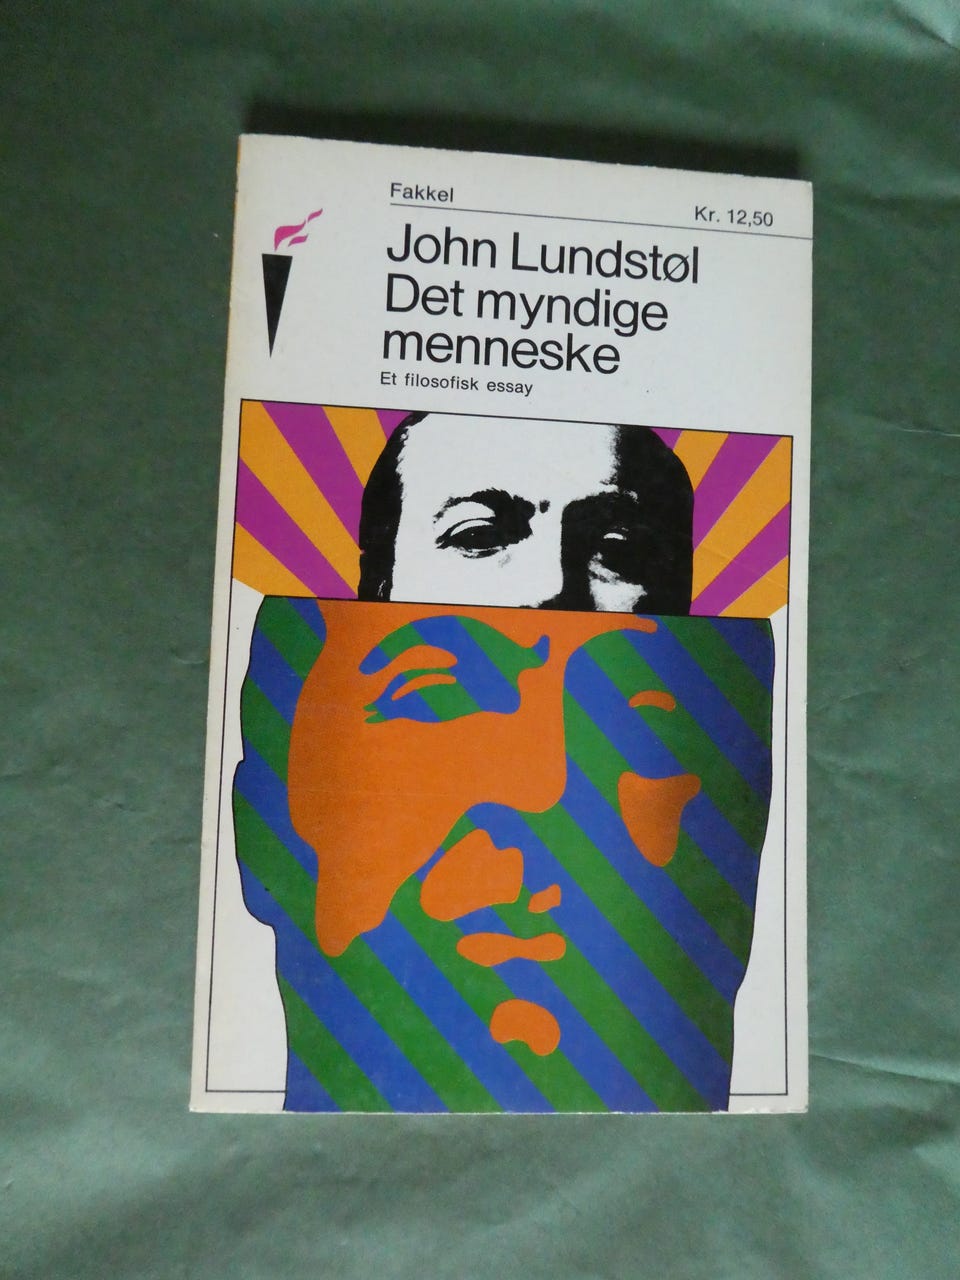 Fakkel
Kr. 12,50
John Lundstøl
Det myndige
menneske
Et filosofisk essay